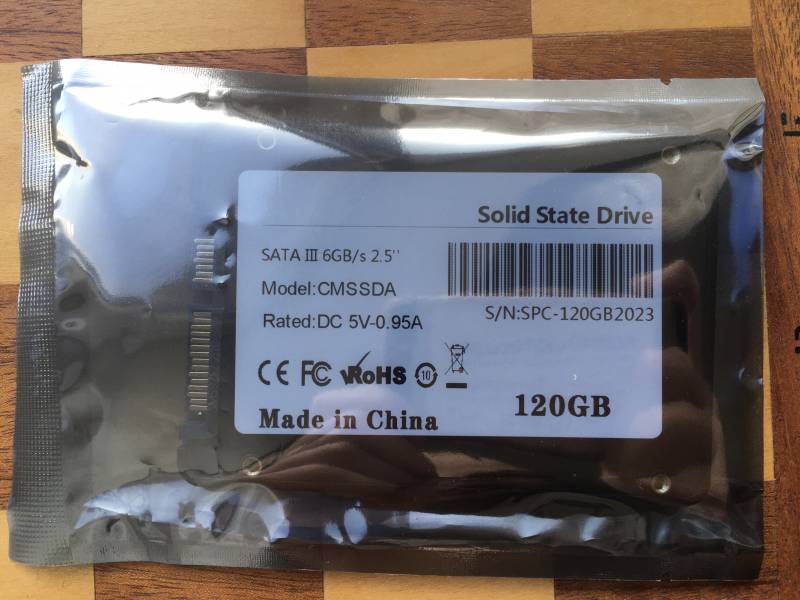 Solid State Drive
SATA III 6GB/s 2.5''
Model:CMSSDA
Rated:DC 5V-0.95A
S/N:SPC-120GB2023
CE FC RoHS 10
Made in China
120GB